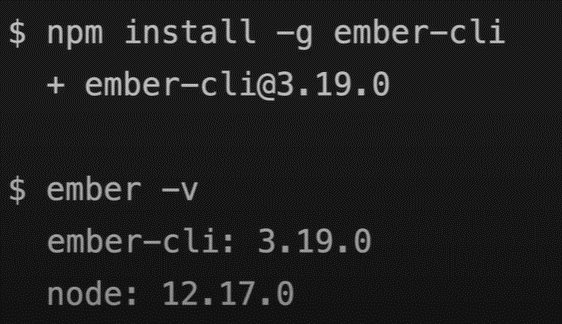 $ npm install -g ember-cli
+ ember-cli@3.19.0
$ ember -v
ember-cli: 3.19.0
node: 12.17.0